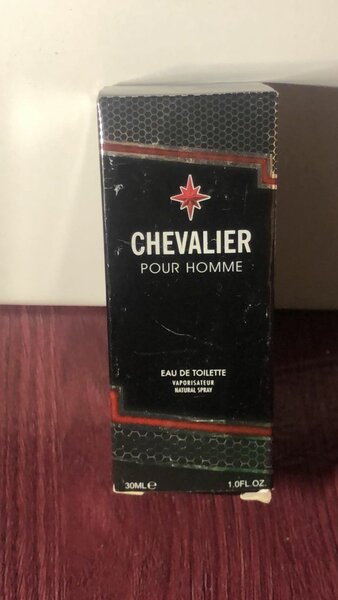 CHEVALIER
POUR HOMME
EAU DE TOILETTE
VAPORISATEUR
NATURAL SPRAY
30ML℮ 1.0FL OZ.